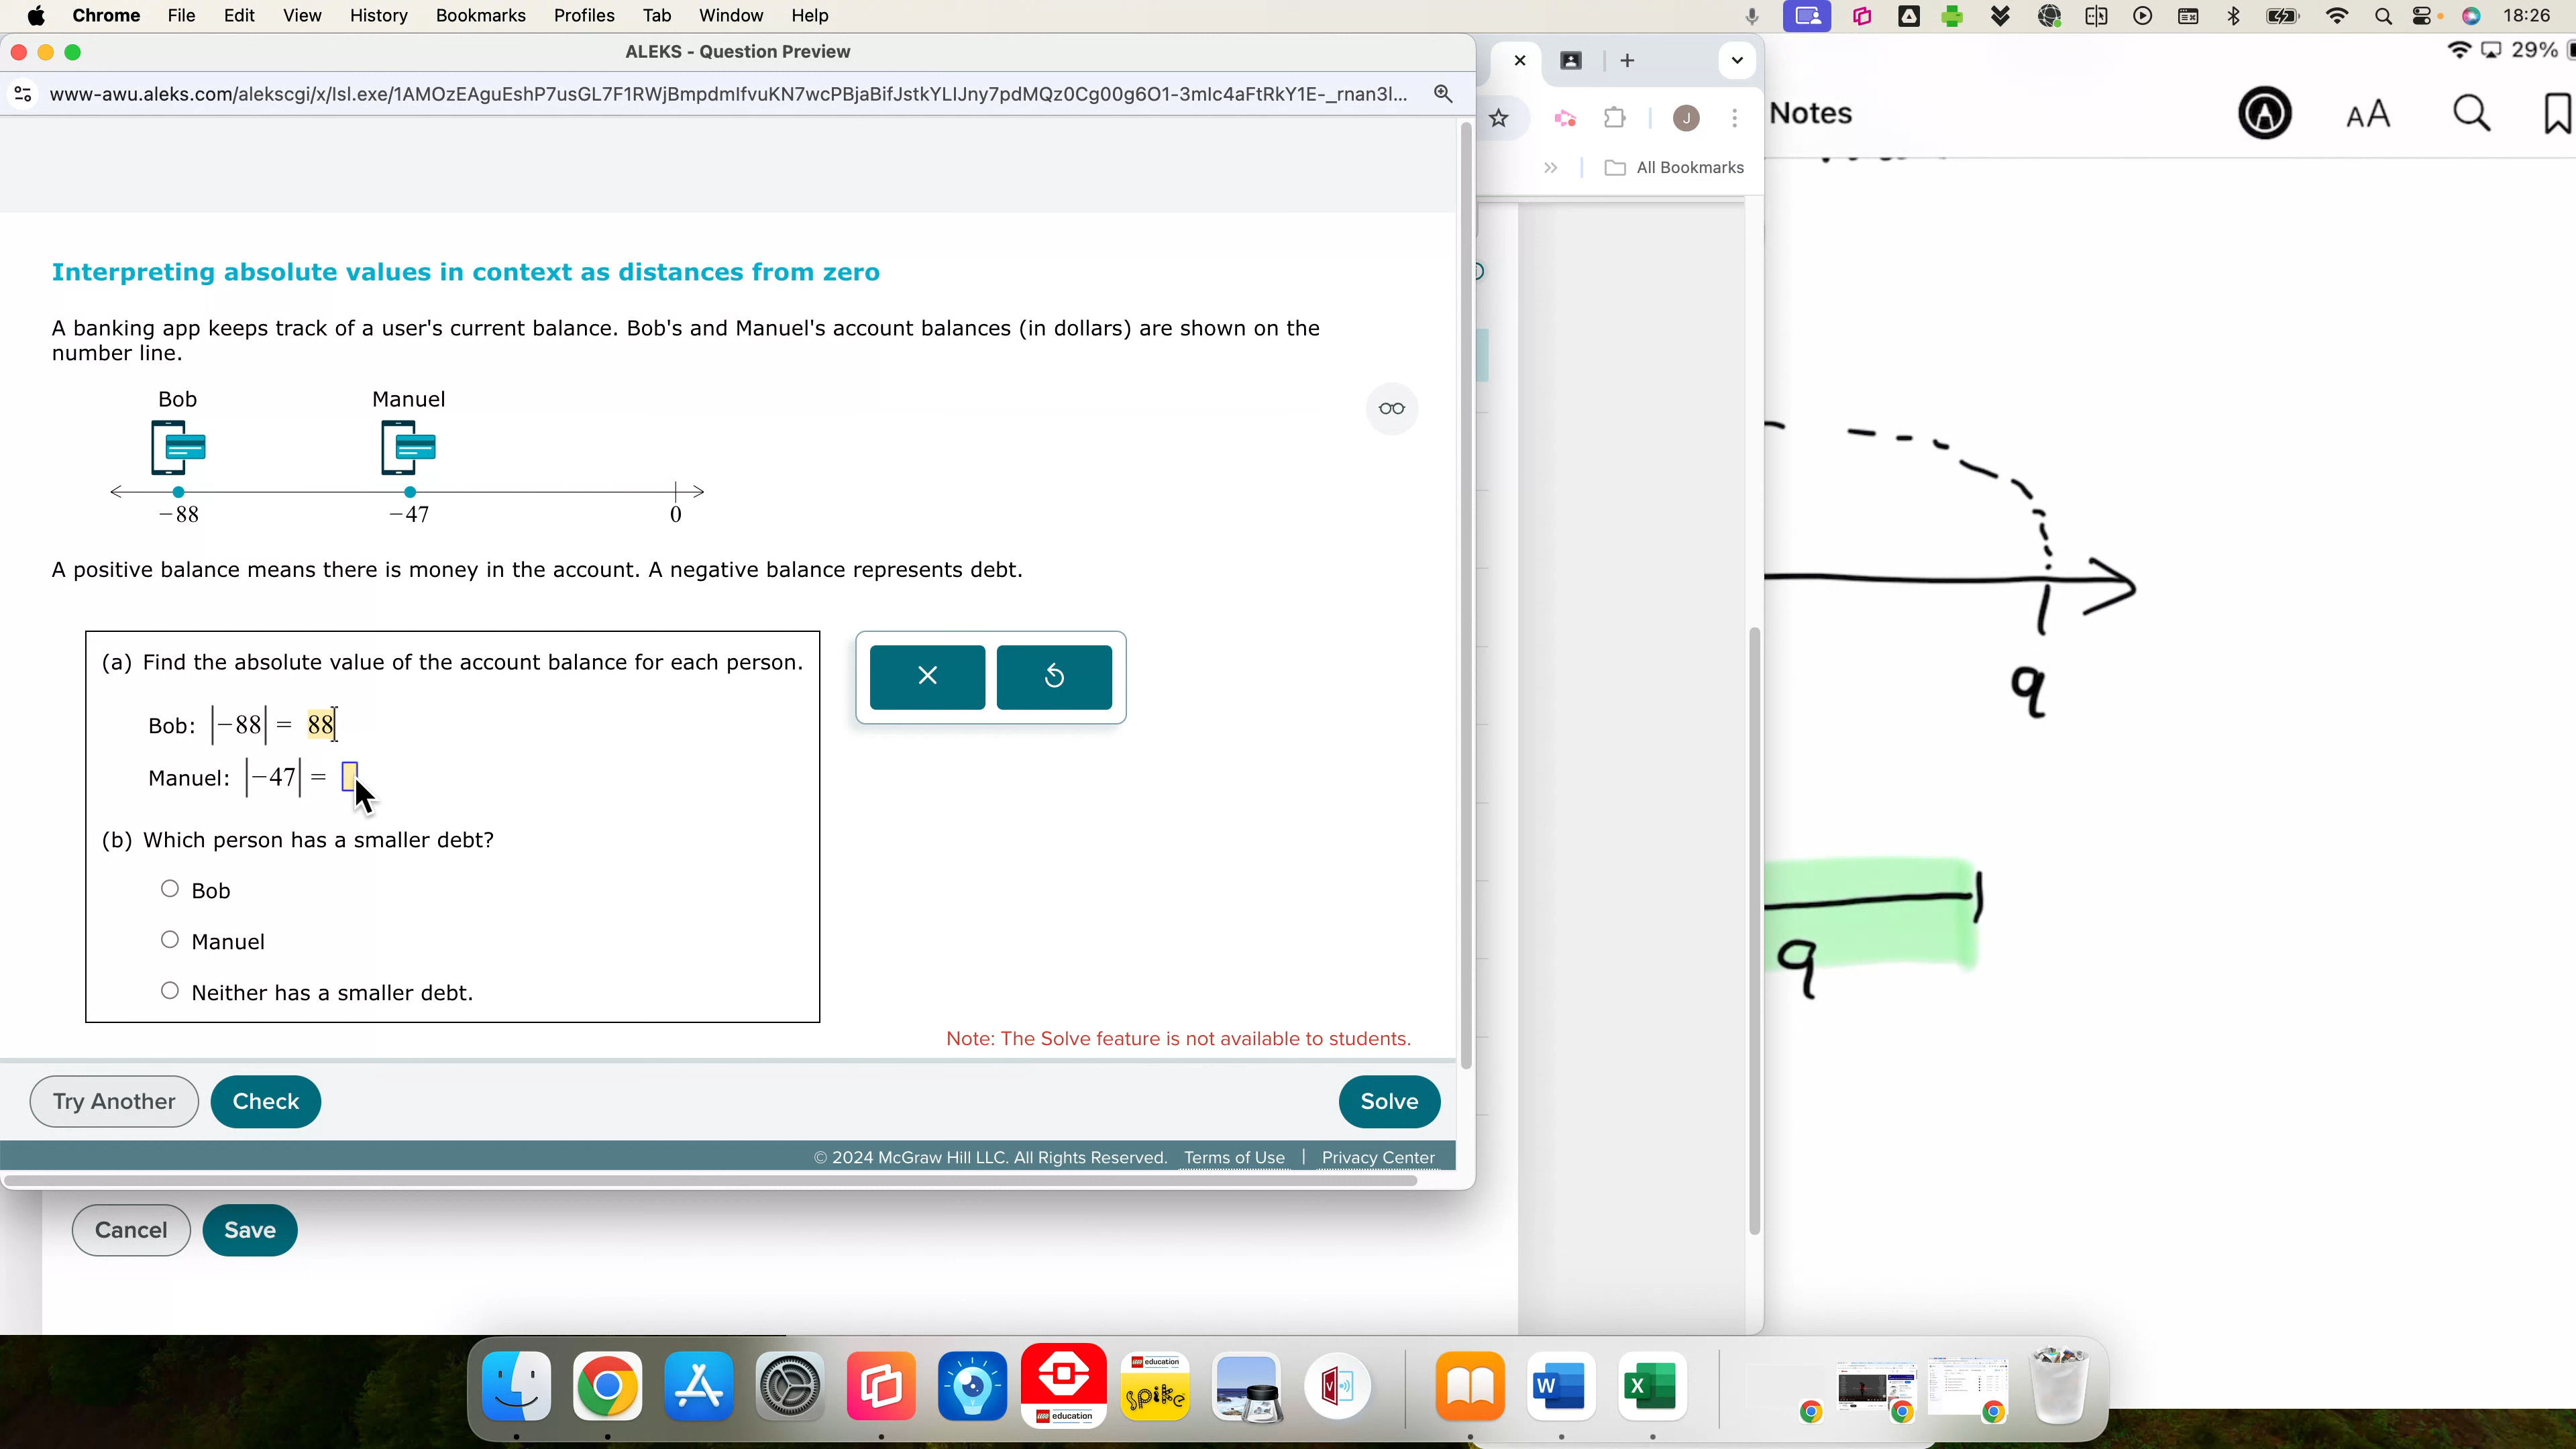 Chrome File Edit View History Bookmarks Profiles Tab Window Help 18:26
ALEKS - Question Preview
29%
www-awu.aleks.com/alekscgi/x/Isl.exe/
Notes
AA
J
All Bookmarks
Interpreting absolute values in context as distances from zero
A banking app keeps track of a user's current balance. Bob's and Manuel's account balances (in dollars) are shown on the
number line.
Bob Manuel
−88 −47 0
A positive balance means there is money in the account. A negative balance represents debt.
(a) Find the absolute value of the account balance for each person.
Bob: |−88| = 88
Manuel: |−47| =
(b) Which person has a smaller debt?
Bob
Manuel
Neither has a smaller debt.
9
9
Note: The Solve feature is not available to students.
Try Another Check Solve
© 2024 McGraw Hill LLC. All Rights Reserved. Terms of Use | Privacy Center
Cancel Save
education
education
spike
V
W
X